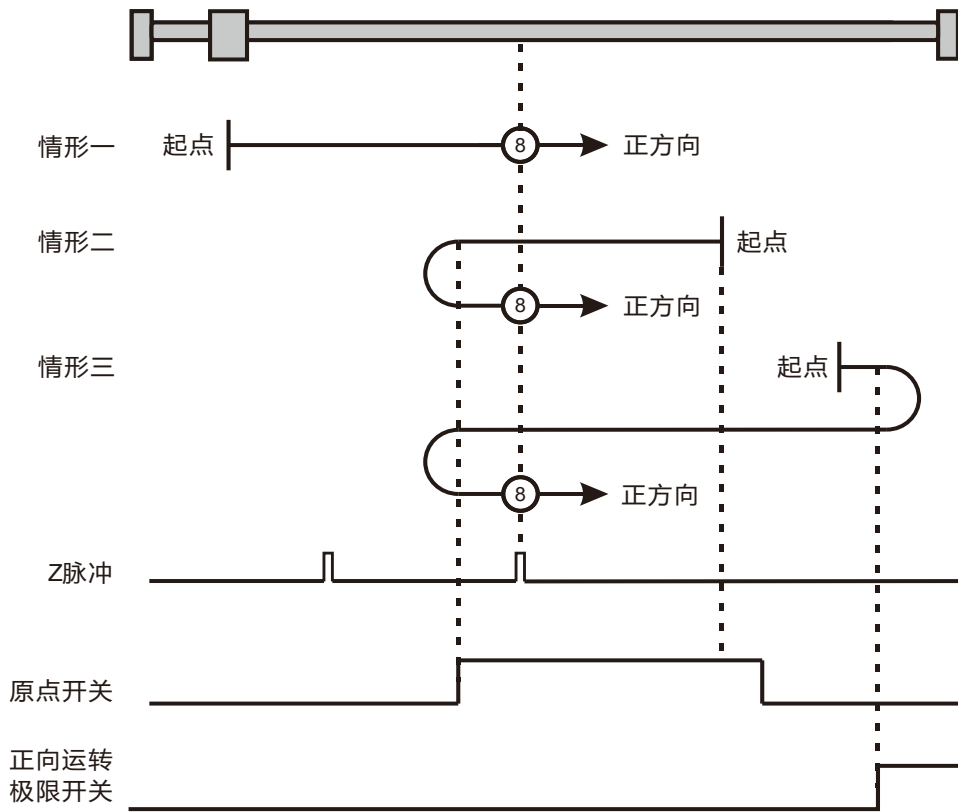 情形一 起点 8 正方向
情形二 起点
8 正方向
情形三 起点
8 正方向
Z脉冲
原点开关
正向运转
极限开关